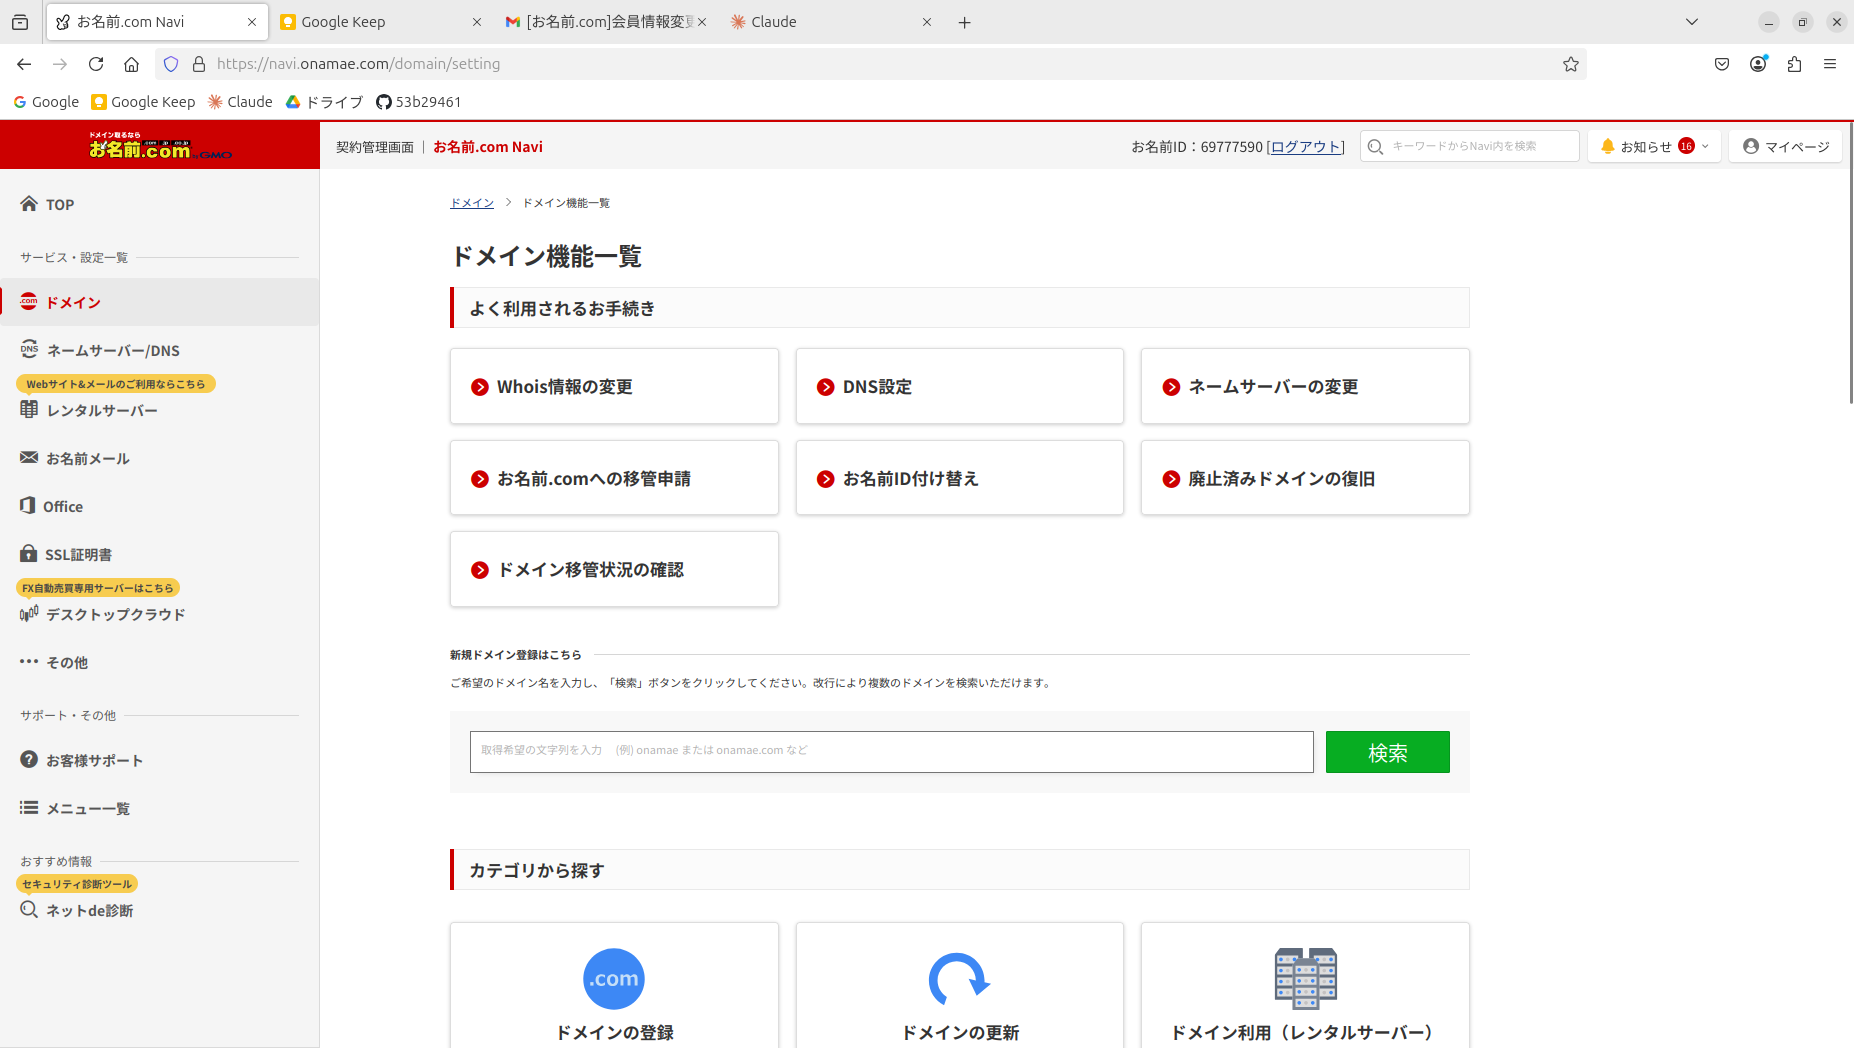 お名前.com Navi
Google Keep
[お名前.com]会員情報変更
Claude
https://navi.onamae.com/domain/setting
Google
Google Keep
Claude
ドライブ
53b29461
ドメイン取るなら
お名前.com
.com .jp .co.jp
by GMO
契約管理画面 | お名前.com Navi
お名前ID：69777590 [ログアウト]
キーワードからNavi内を検索
お知らせ 16
マイページ
TOP
サービス・設定一覧
.com ドメイン
DNS ネームサーバー/DNS
Webサイト&メールのご利用ならこちら
レンタルサーバー
お名前メール
Office
SSL証明書
FX自動売買専用サーバーはこちら
デスクトップクラウド
その他
サポート・その他
お客様サポート
メニュー一覧
おすすめ情報
セキュリティ診断ツール
ネットde診断
ドメイン > ドメイン機能一覧
ドメイン機能一覧
よく利用されるお手続き
Whois情報の変更
DNS設定
ネームサーバーの変更
お名前.comへの移管申請
お名前ID付け替え
廃止済みドメインの復旧
ドメイン移管状況の確認
新規ドメイン登録はこちら
ご希望のドメイン名を入力し、「検索」ボタンをクリックしてください。改行により複数のドメインを検索いただけます。
取得希望の文字列を入力 (例) onamae または onamae.com など
検索
カテゴリから探す
.com
ドメインの登録
ドメインの更新
ドメイン利用（レンタルサーバー）